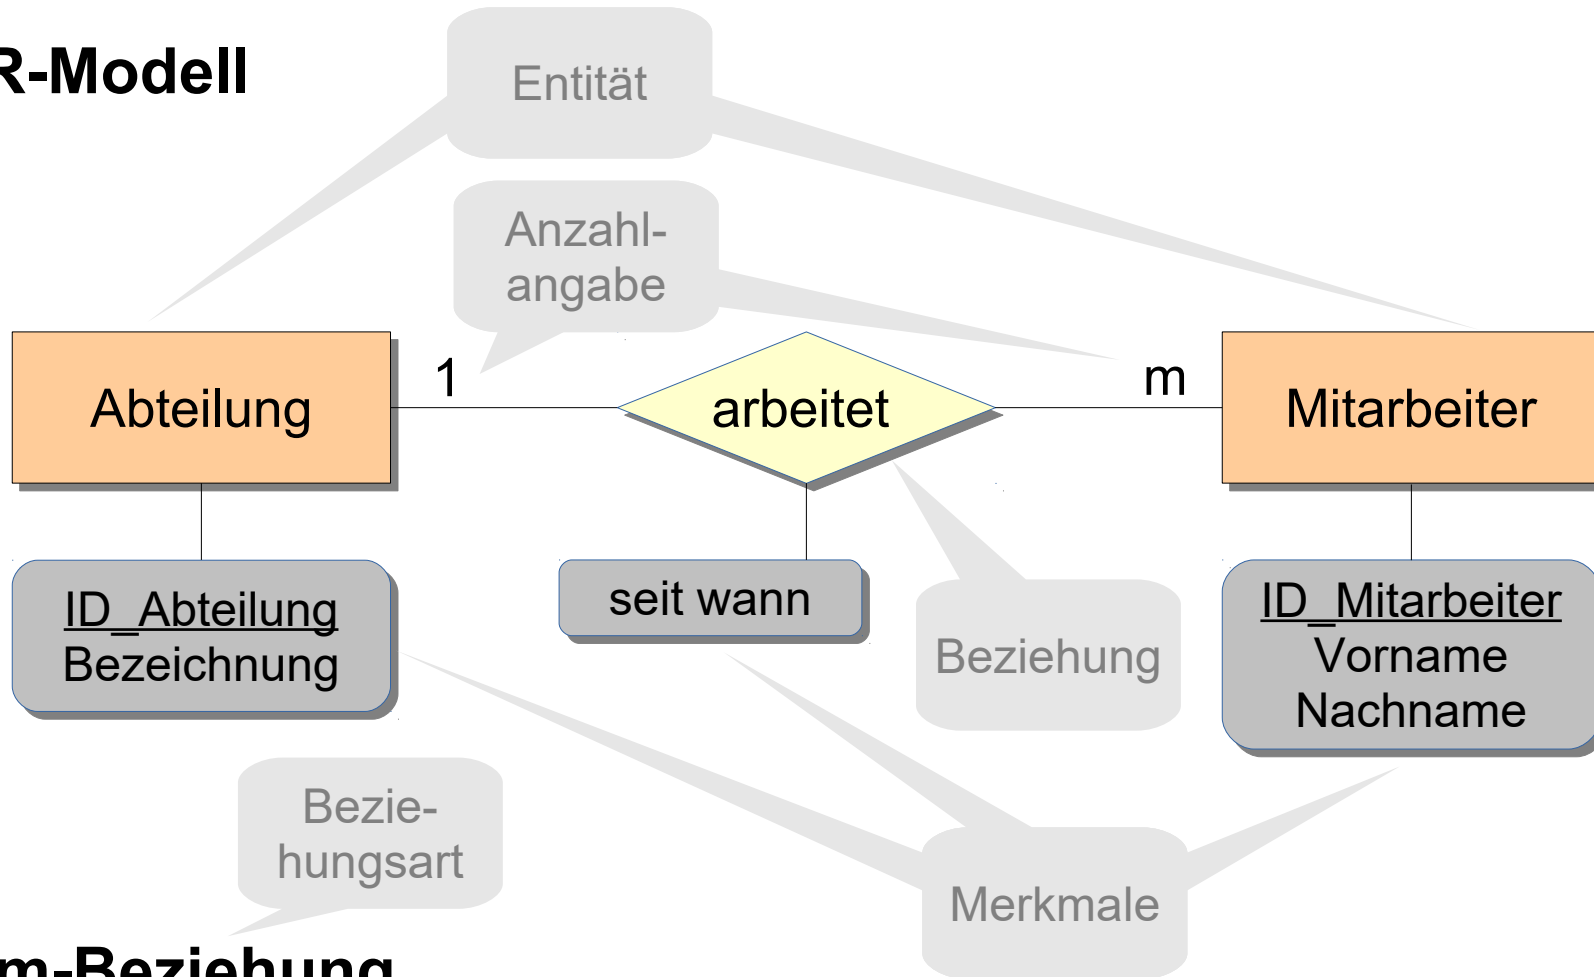 R-Modell
Entität
Anzahl-
angabe
Abteilung
1
arbeitet
m
Mitarbeiter
ID_Abteilung
Bezeichnung
seit wann
Beziehung
ID_Mitarbeiter
Vorname
Nachname
Bezie-
hungsart
Merkmale
m-Beziehung